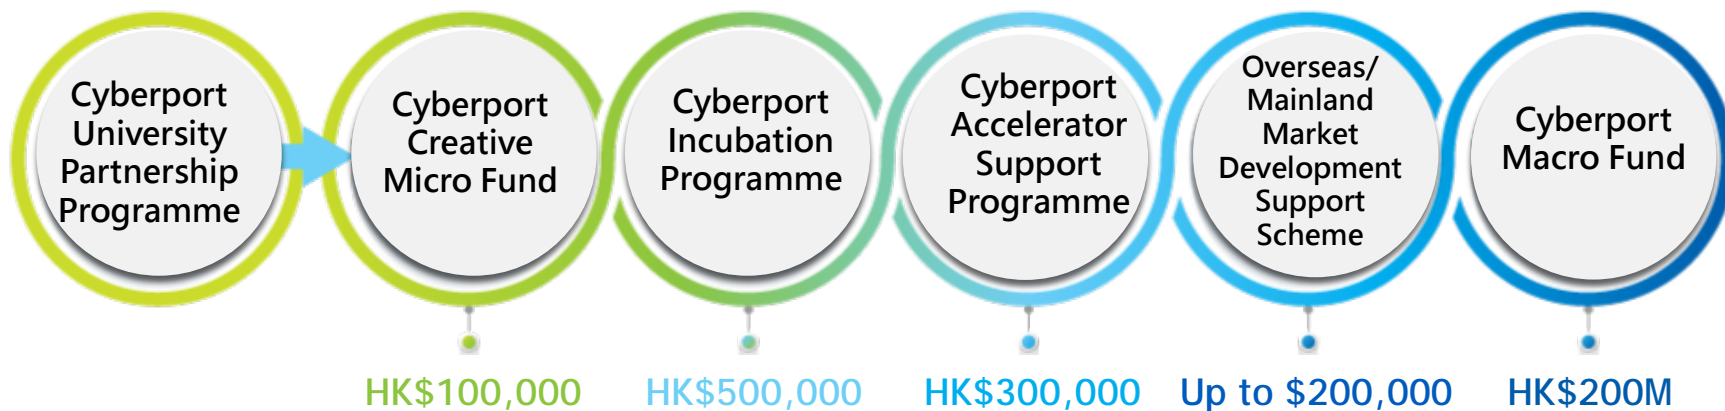 Cyberport
University
Partnership
Programme
Cyberport
Creative
Micro Fund
Cyberport
Incubation
Programme
Cyberport
Accelerator
Support
Programme
Overseas/
Mainland
Market
Development
Support
Scheme
Cyberport
Macro Fund
HK$100,000
HK$500,000
HK$300,000
Up to $200,000
HK$200M